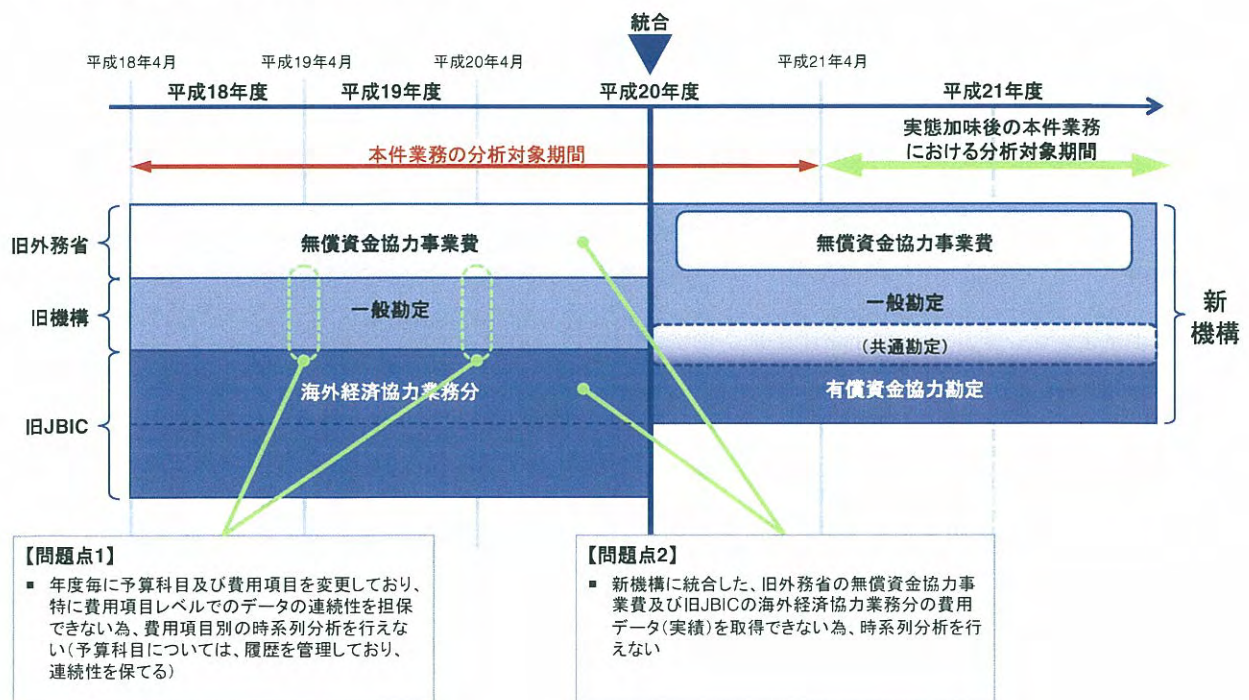 統合
平成18年4月
平成19年4月
平成20年4月
平成21年4月
平成18年度
平成19年度
平成20年度
平成21年度
本件業務の分析対象期間
実態加味後の本件業務
における分析対象期間
旧外務省
無償資金協力事業費
無償資金協力事業費
旧機構
一般勘定
一般勘定
(共通勘定)
新
機構
海外経済協力業務分
有償資金協力勘定
旧JBIC
【問題点1】
■ 年度毎に予算科目及び費用項目を変更しており、
特に費用項目レベルでのデータの連続性を担保
できない為、費用項目別の時系列分析を行えな
い(予算科目については、履歴を管理しており、
連続性を保てる)
【問題点2】
■ 新機構に統合した、旧外務省の無償資金協力事
業費及び旧JBICの海外経済協力業務分の費用
データ(実績)を取得できない為、時系列分析を行
えない